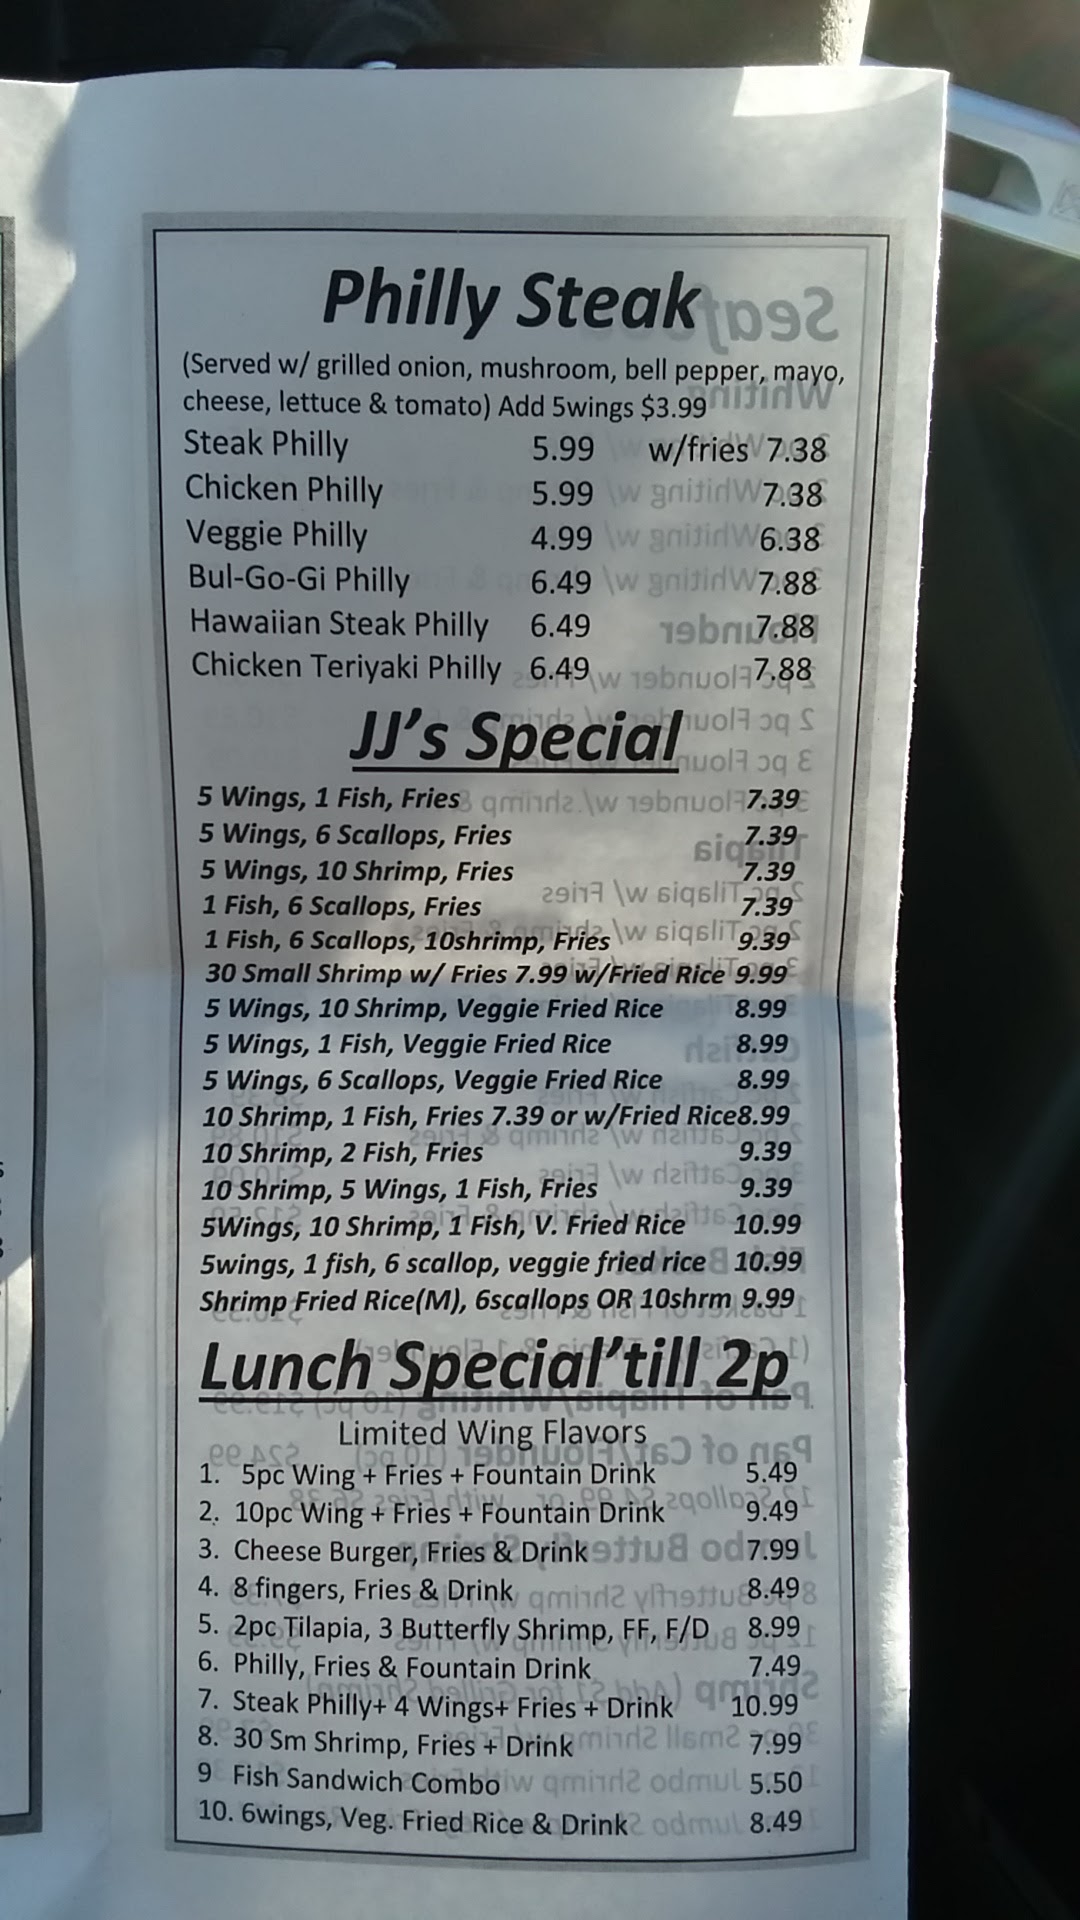 Philly Steak
(Served w/ grilled onion, mushroom, bell pepper, mayo,
cheese, lettuce & tomato) Add 5wings $3.99
Steak Philly 5.99 w/fries 7.38
Chicken Philly 5.99 7.38
Veggie Philly 4.99 6.38
Bul-Go-Gi Philly 6.49 7.88
Hawaiian Steak Philly 6.49 7.88
Chicken Teriyaki Philly 6.49 7.88
JJ's Special
5 Wings, 1 Fish, Fries 7.39
5 Wings, 6 Scallops, Fries 7.39
5 Wings, 10 Shrimp, Fries 7.39
1 Fish, 6 Scallops, Fries 7.39
1 Fish, 6 Scallops, 10shrimp, Fries 9.39
30 Small Shrimp w/ Fries 7.99 w/Fried Rice 9.99
5 Wings, 10 Shrimp, Veggie Fried Rice 8.99
5 Wings, 1 Fish, Veggie Fried Rice 8.99
5 Wings, 6 Scallops, Veggie Fried Rice 8.99
10 Shrimp, 1 Fish, Fries 7.39 or w/Fried Rice8.99
10 Shrimp, 2 Fish, Fries 9.39
10 Shrimp, 5 Wings, 1 Fish, Fries 9.39
5Wings, 10 Shrimp, 1 Fish, V. Fried Rice 10.99
5wings, 1 fish, 6 scallop, veggie fried rice 10.99
Shrimp Fried Rice(M), 6scallops OR 10shrm 9.99
Lunch Special'till 2p
Limited Wing Flavors
1. 5pc Wing + Fries + Fountain Drink 5.49
2. 10pc Wing + Fries + Fountain Drink 9.49
3. Cheese Burger, Fries & Drink 7.99
4. 8 fingers, Fries & Drink 8.49
5. 2pc Tilapia, 3 Butterfly Shrimp, FF, F/D 8.99
6. Philly, Fries & Fountain Drink 7.49
7. Steak Philly+ 4 Wings+ Fries + Drink 10.99
8. 30 Sm Shrimp, Fries + Drink 7.99
9 Fish Sandwich Combo 5.50
10. 6wings, Veg. Fried Rice & Drink 8.49